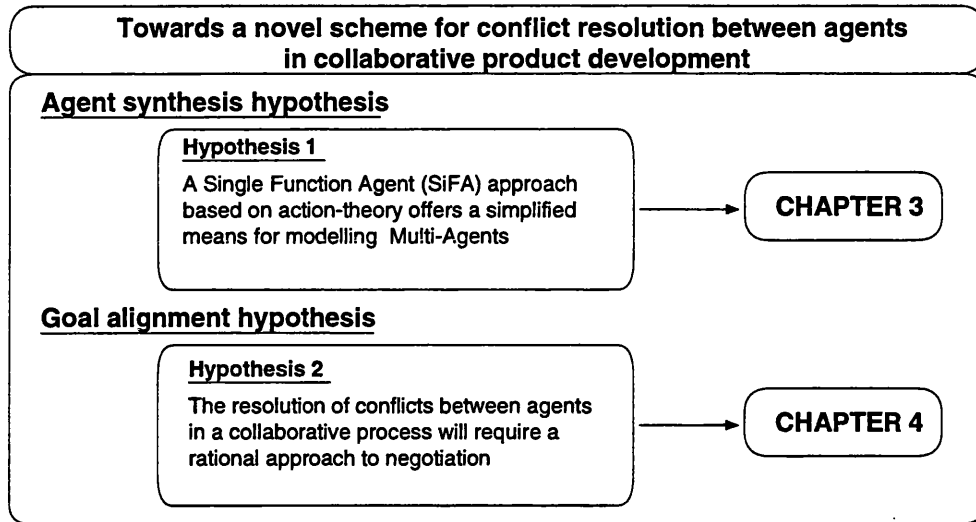 Towards a novel scheme for conflict resolution between agents
in collaborative product development
Agent synthesis hypothesis
Hypothesis 1
A Single Function Agent (SiFA) approach
based on action-theory offers a simplified
means for modelling Multi-Agents
CHAPTER 3
Goal alignment hypothesis
Hypothesis 2
The resolution of conflicts between agents
in a collaborative process will require a
rational approach to negotiation
CHAPTER 4